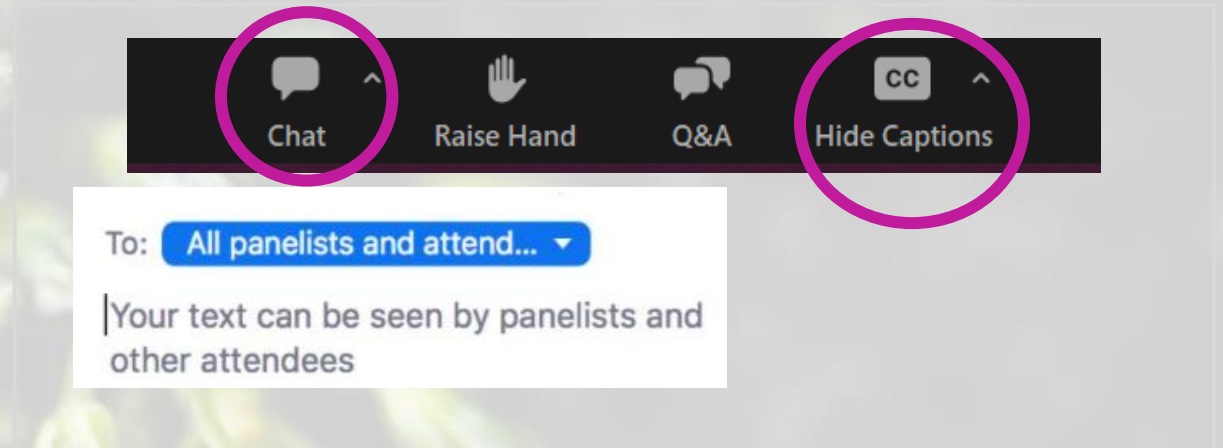 CC
Chat Raise Hand Q&A Hide Captions
To: All panelists and attend...
Your text can be seen by panelists and
other attendees